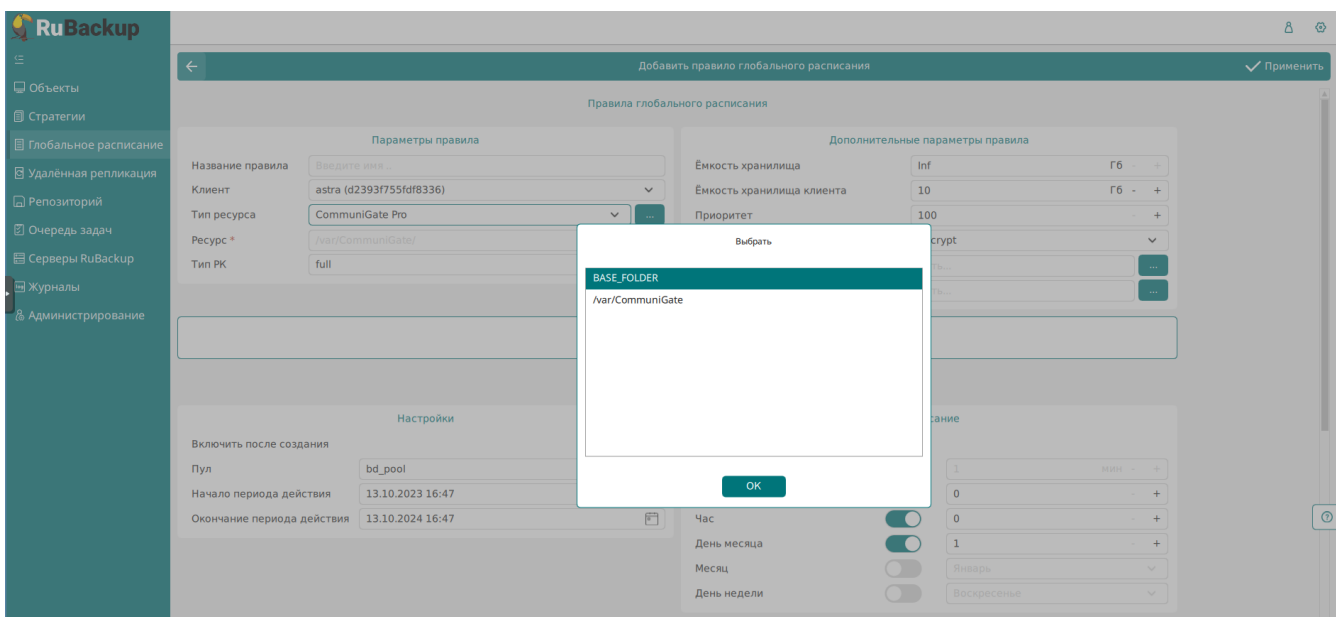 RuBackup
Добавить правило глобального расписания
Применить
Объекты
Стратегии
Глобальное расписание
Удалённая репликация
Репозиторий
Очередь задач
Серверы RuBackup
Журналы
Администрирование
Правила глобального расписания
Параметры правила
Название правила Введите имя...
Клиент astra (d2393f755fdf8336)
Тип ресурса CommuniGate Pro ...
Ресурс * /var/CommuniGate/
Тип РК full
Дополнительные параметры правила
Ёмкость хранилища Inf Гб - +
Ёмкость хранилища клиента 10 Гб - +
Приоритет 100 - +
crypt
...
...
Выбрать
BASE_FOLDER
/var/CommuniGate
OK
Настройки
Включить после создания
Пул bd_pool
Начало периода действия 13.10.2023 16:47
Окончание периода действия 13.10.2024 16:47
сание
1 мин - +
0 - +
Час 0 - +
День месяца 1 - +
Месяц Январь
День недели Воскресенье